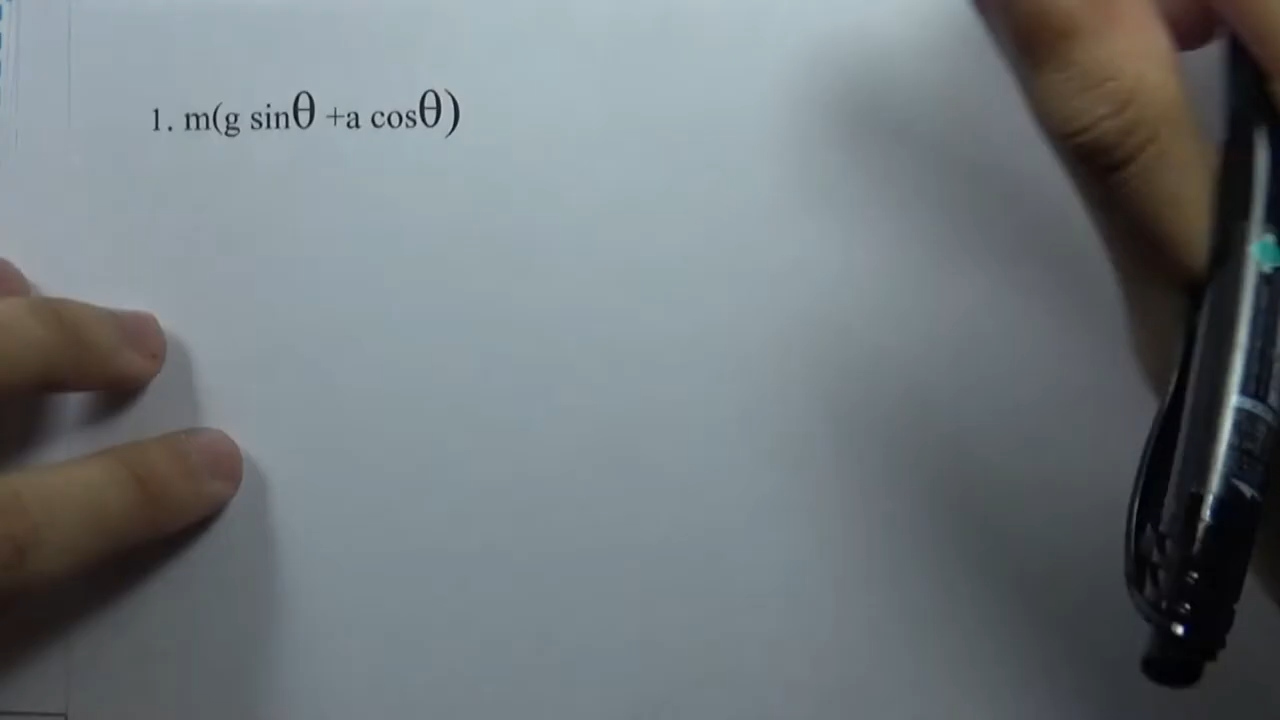 1. m(g sinθ +a cosθ)